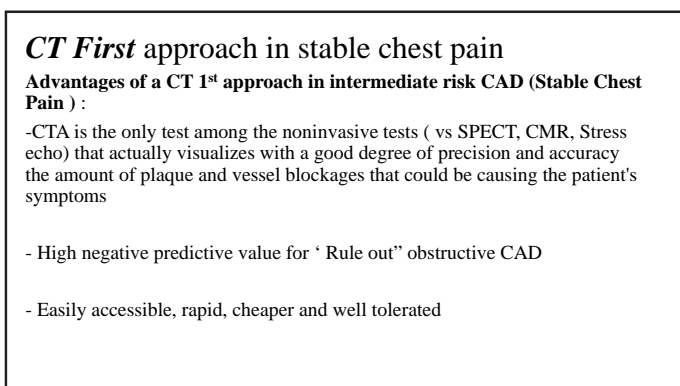 CT First approach in stable chest pain
Advantages of a CT 1st approach in intermediate risk CAD (Stable Chest
Pain ) :
-CTA is the only test among the noninvasive tests ( vs SPECT, CMR, Stress
echo) that actually visualizes with a good degree of precision and accuracy
the amount of plaque and vessel blockages that could be causing the patient's
symptoms
- High negative predictive value for ‘ Rule out” obstructive CAD
- Easily accessible, rapid, cheaper and well tolerated